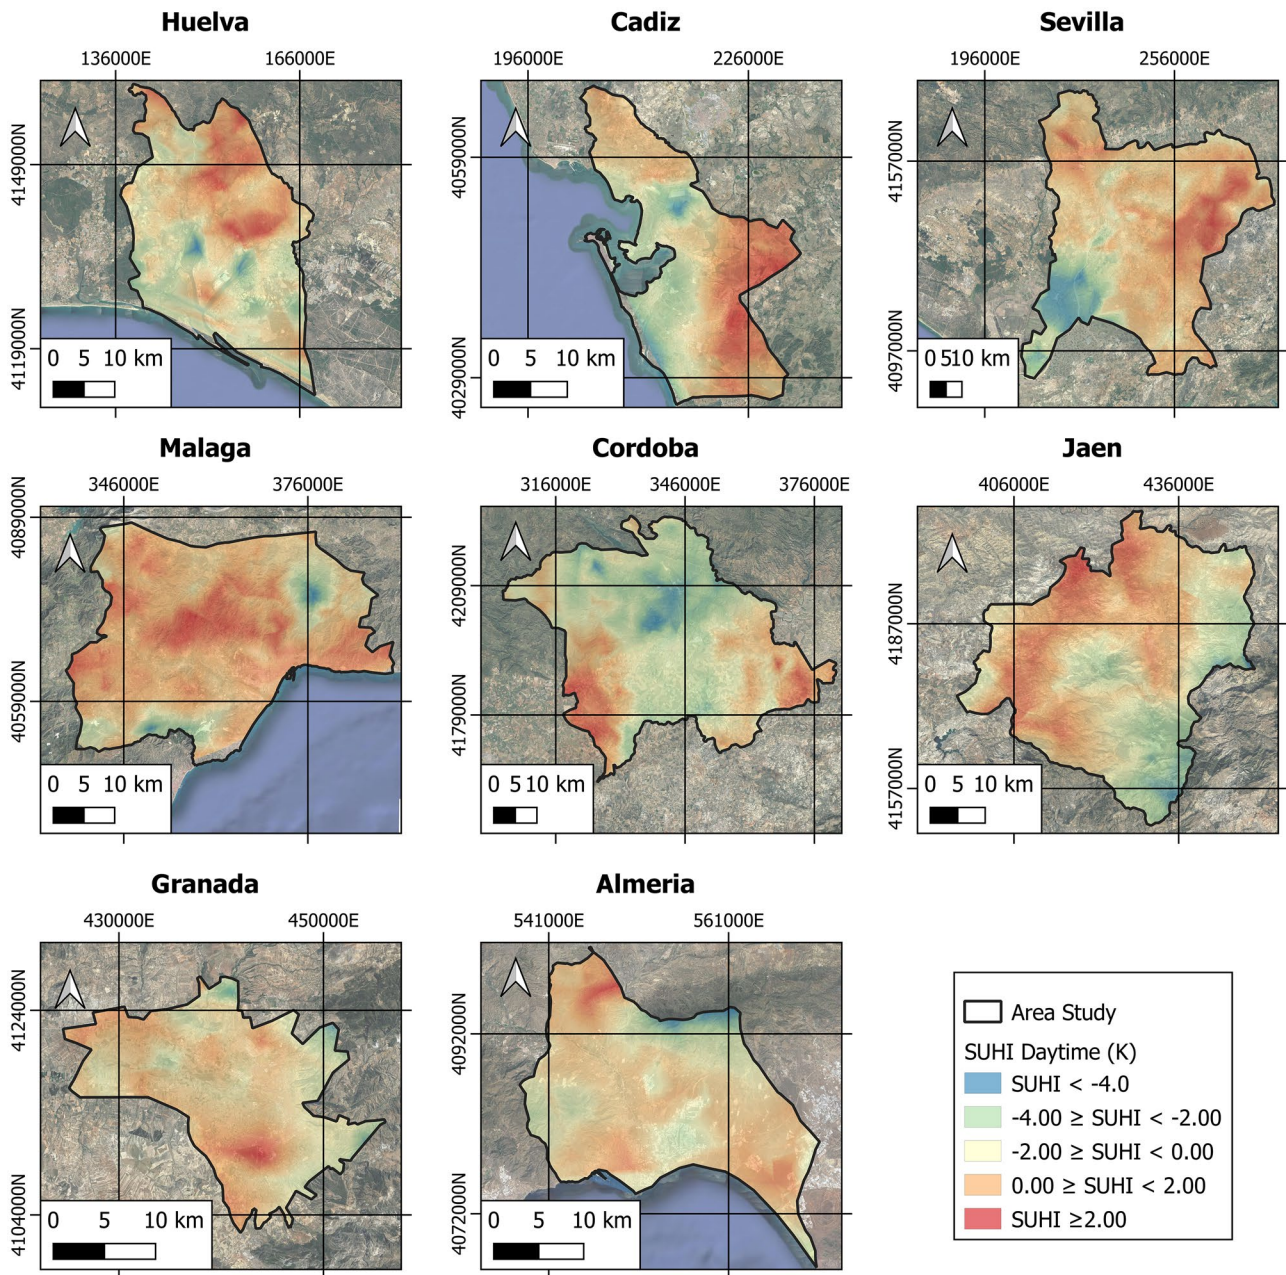 Huelva
136000E 166000E
4149000N
4119000N
0 5 10 km
Cadiz
196000E 226000E
4059000N
4029000N
0 5 10 km
Sevilla
196000E 256000E
4157000N
4097000N
0 510 km
Malaga
346000E 376000E
4089000N
4059000N
0 5 10 km
Cordoba
316000E 346000E 376000E
4209000N
4179000N
0 5 10 km
Jaen
406000E 436000E
4187000N
4157000N
0 5 10 km
Granada
430000E 450000E
4124000N
4104000N
0 5 10 km
Almeria
541000E 561000E
4092000N
4072000N
0 5 10 km
Area Study
SUHI Daytime (K)
SUHI < -4.0
-4.00 ≥ SUHI < -2.00
-2.00 ≥ SUHI < 0.00
0.00 ≥ SUHI < 2.00
SUHI ≥2.00